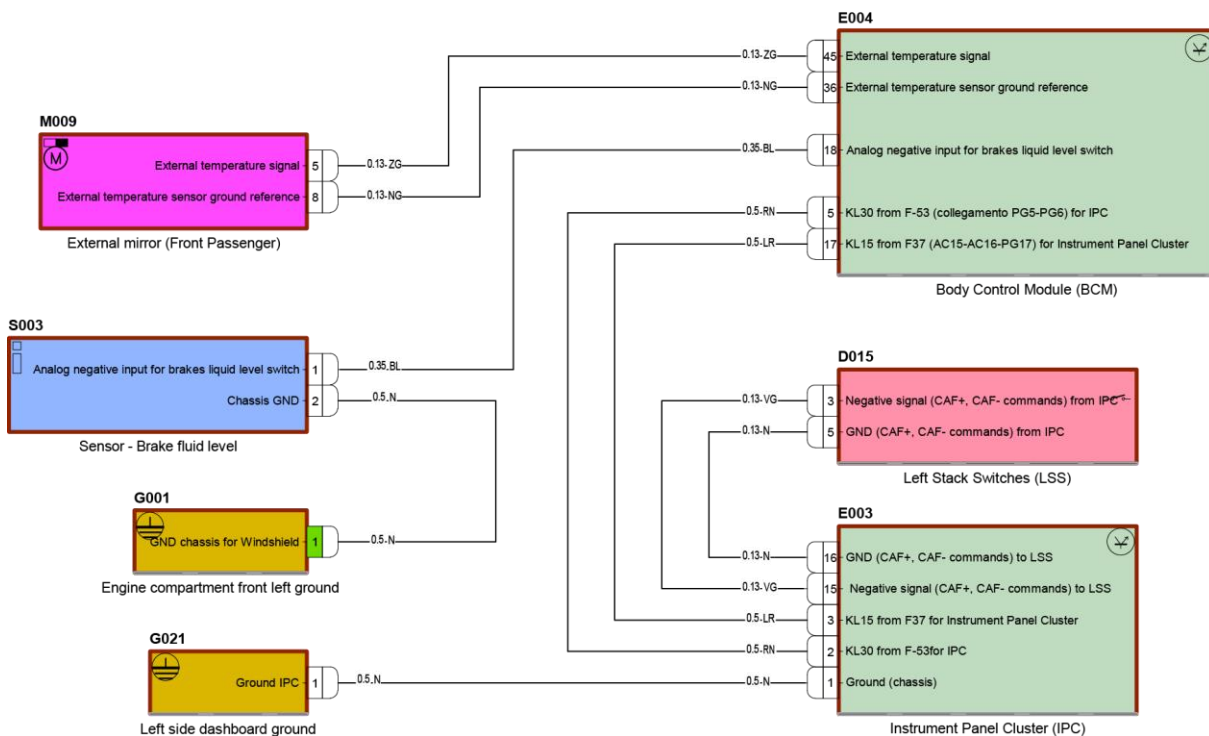 E004
45 External temperature signal
36 External temperature sensor ground reference
18 Analog negative input for brakes liquid level switch
5 KL30 from F-53 (collegamento PG5-PG6) for IPC
17 KL15 from F37 (AC15-AC16-PG17) for Instrument Panel Cluster
Body Control Module (BCM)
0.13-ZG
0.13-NG
0.35-BL
0.5-RN
0.5-LR
M009
M
External temperature signal 5
External temperature sensor ground reference 8
External mirror (Front Passenger)
0.13-ZG
0.13-NG
S003
Analog negative input for brakes liquid level switch 1
Chassis GND 2
Sensor - Brake fluid level
0.35.BL
0.5.N
D015
3 Negative signal (CAF+, CAF- commands) from IPC
5 GND (CAF+, CAF- commands) from IPC
Left Stack Switches (LSS)
0.13-VG
0.13-N
G001
GND chassis for Windshield 1
Engine compartment front left ground
0.5-N
E003
16 GND (CAF+, CAF- commands) to LSS
15 Negative signal (CAF+, CAF- commands) to LSS
3 KL15 from F37 for Instrument Panel Cluster
2 KL30 from F-53for IPC
1 Ground (chassis)
Instrument Panel Cluster (IPC)
0.13-N
0.13-VG
0.5-LR
0.5-RN
0.5-N
G021
Ground IPC 1
Left side dashboard ground
0.5.N